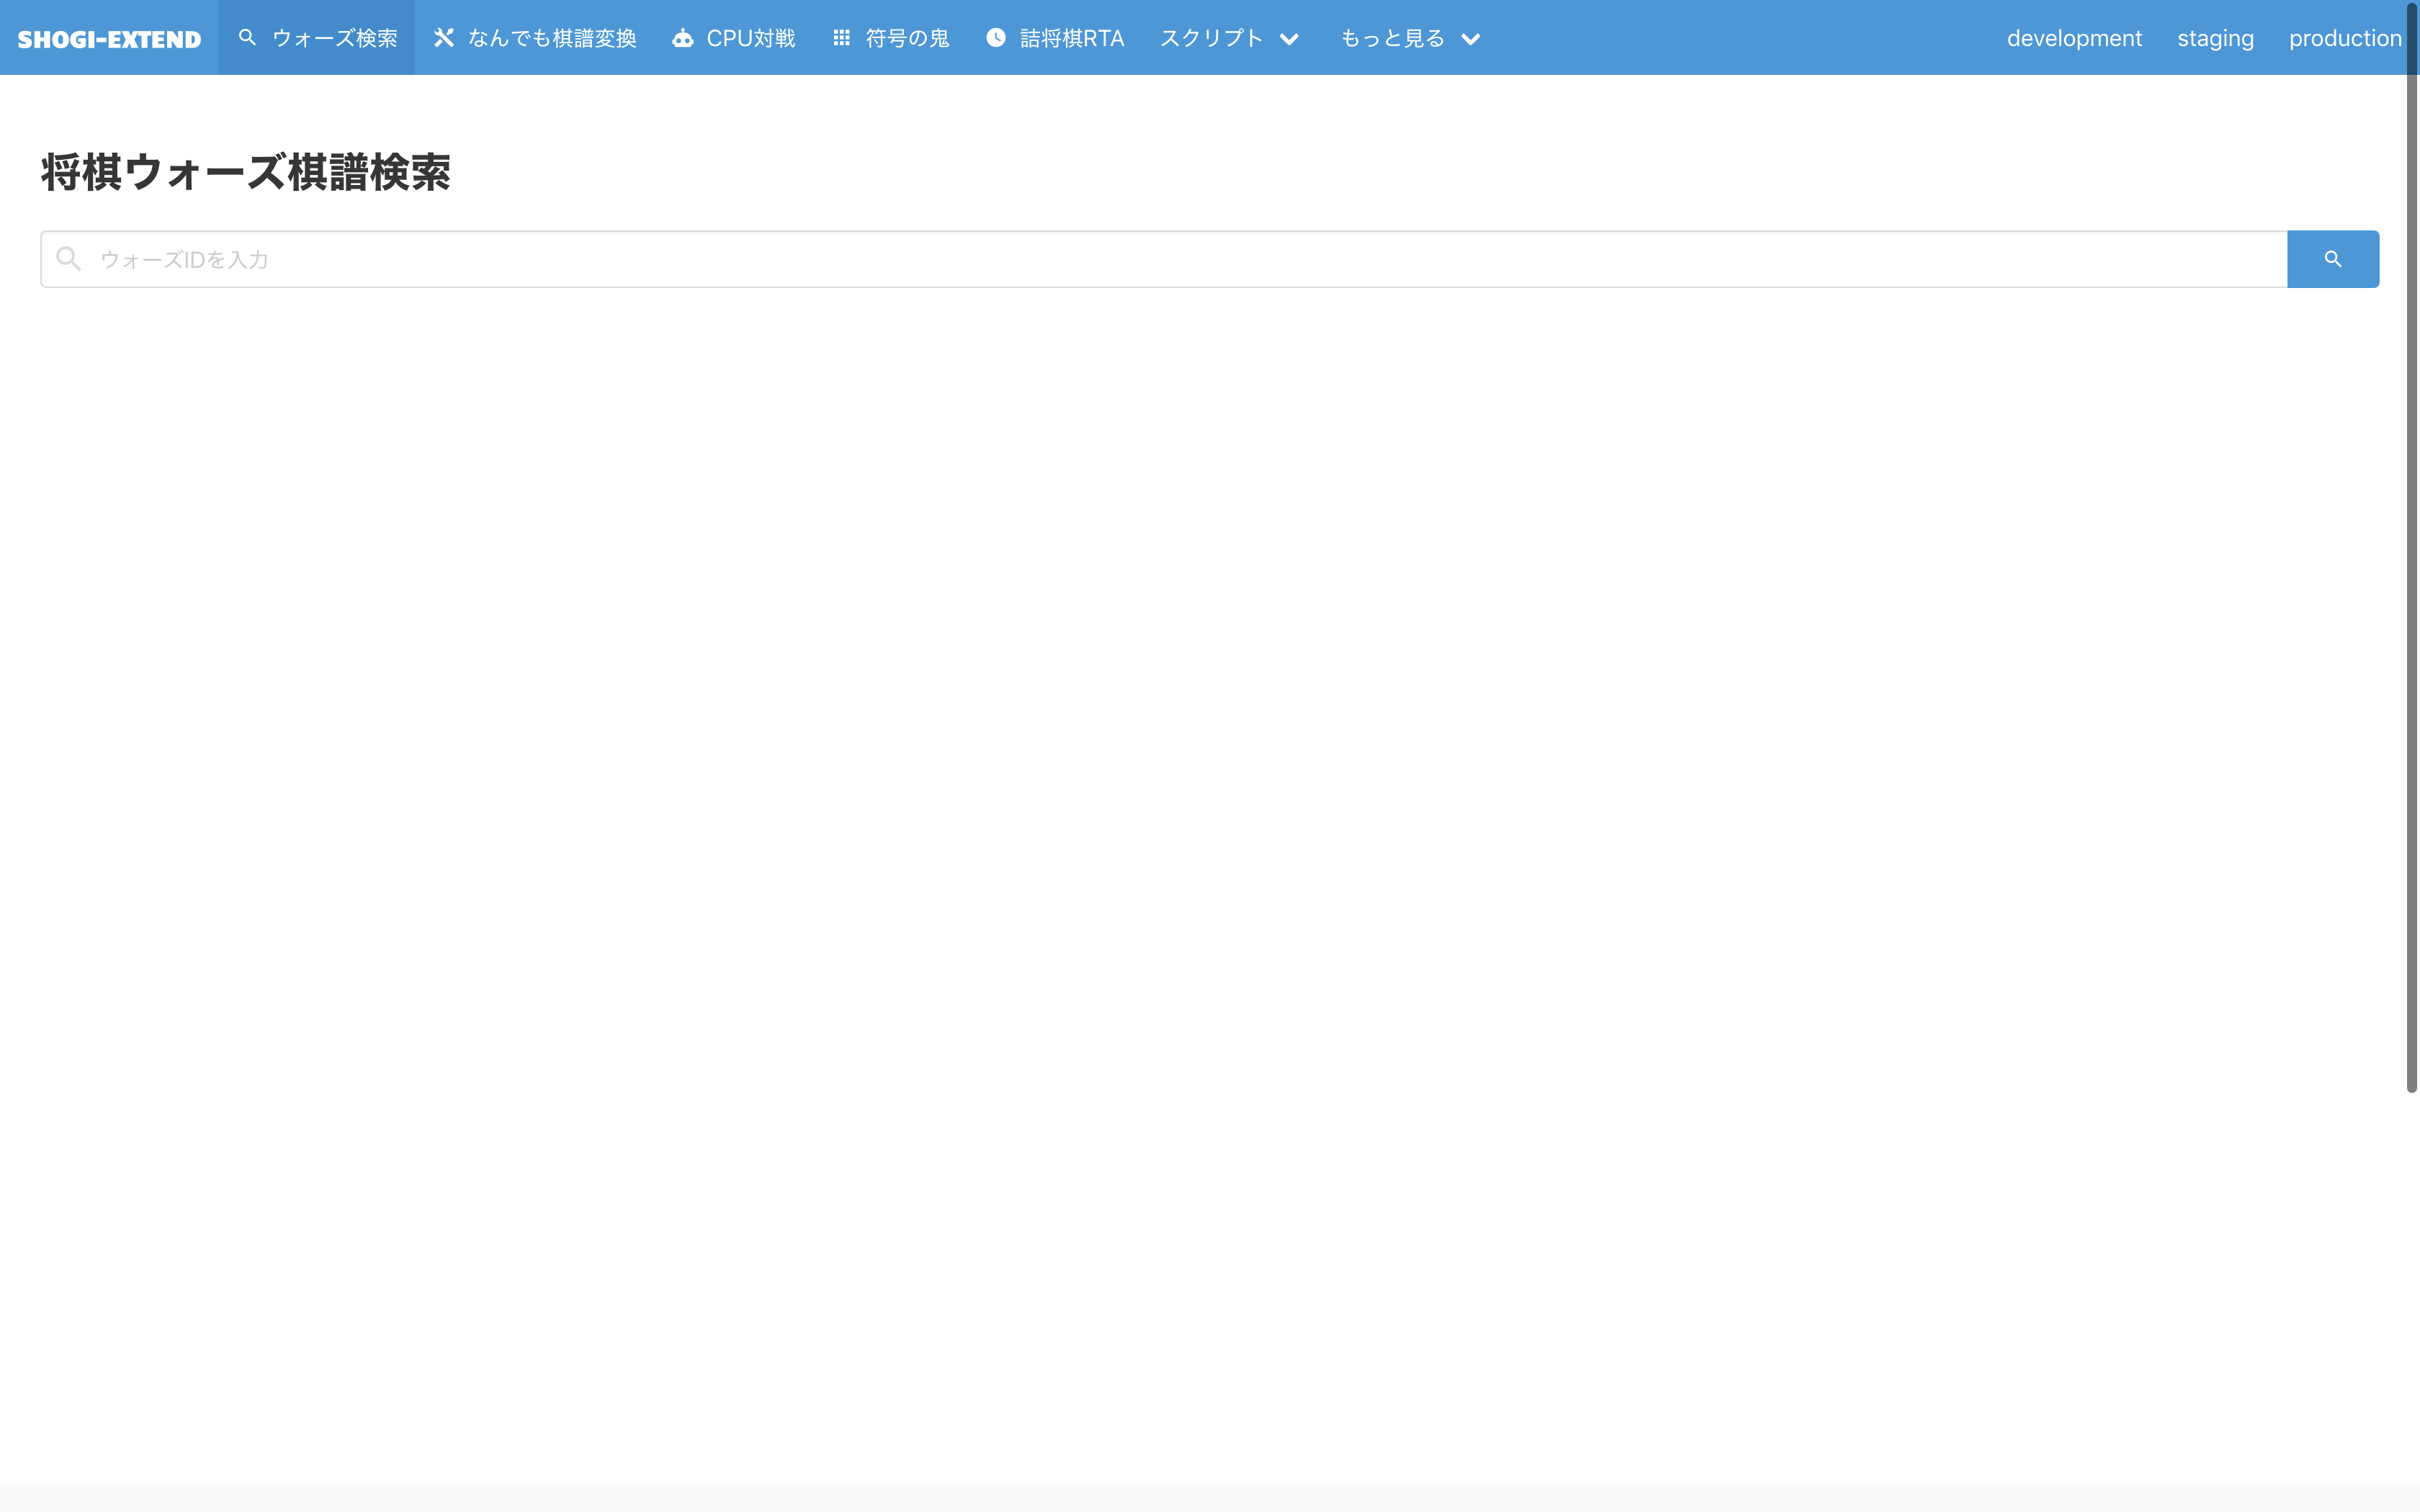 SHOGI-EXTEND ウォーズ検索 なんでも棋譜変換 CPU対戦 符号の鬼 詰将棋RTA スクリプト もっと見る development staging production
将棋ウォーズ棋譜検索
ウォーズIDを入力